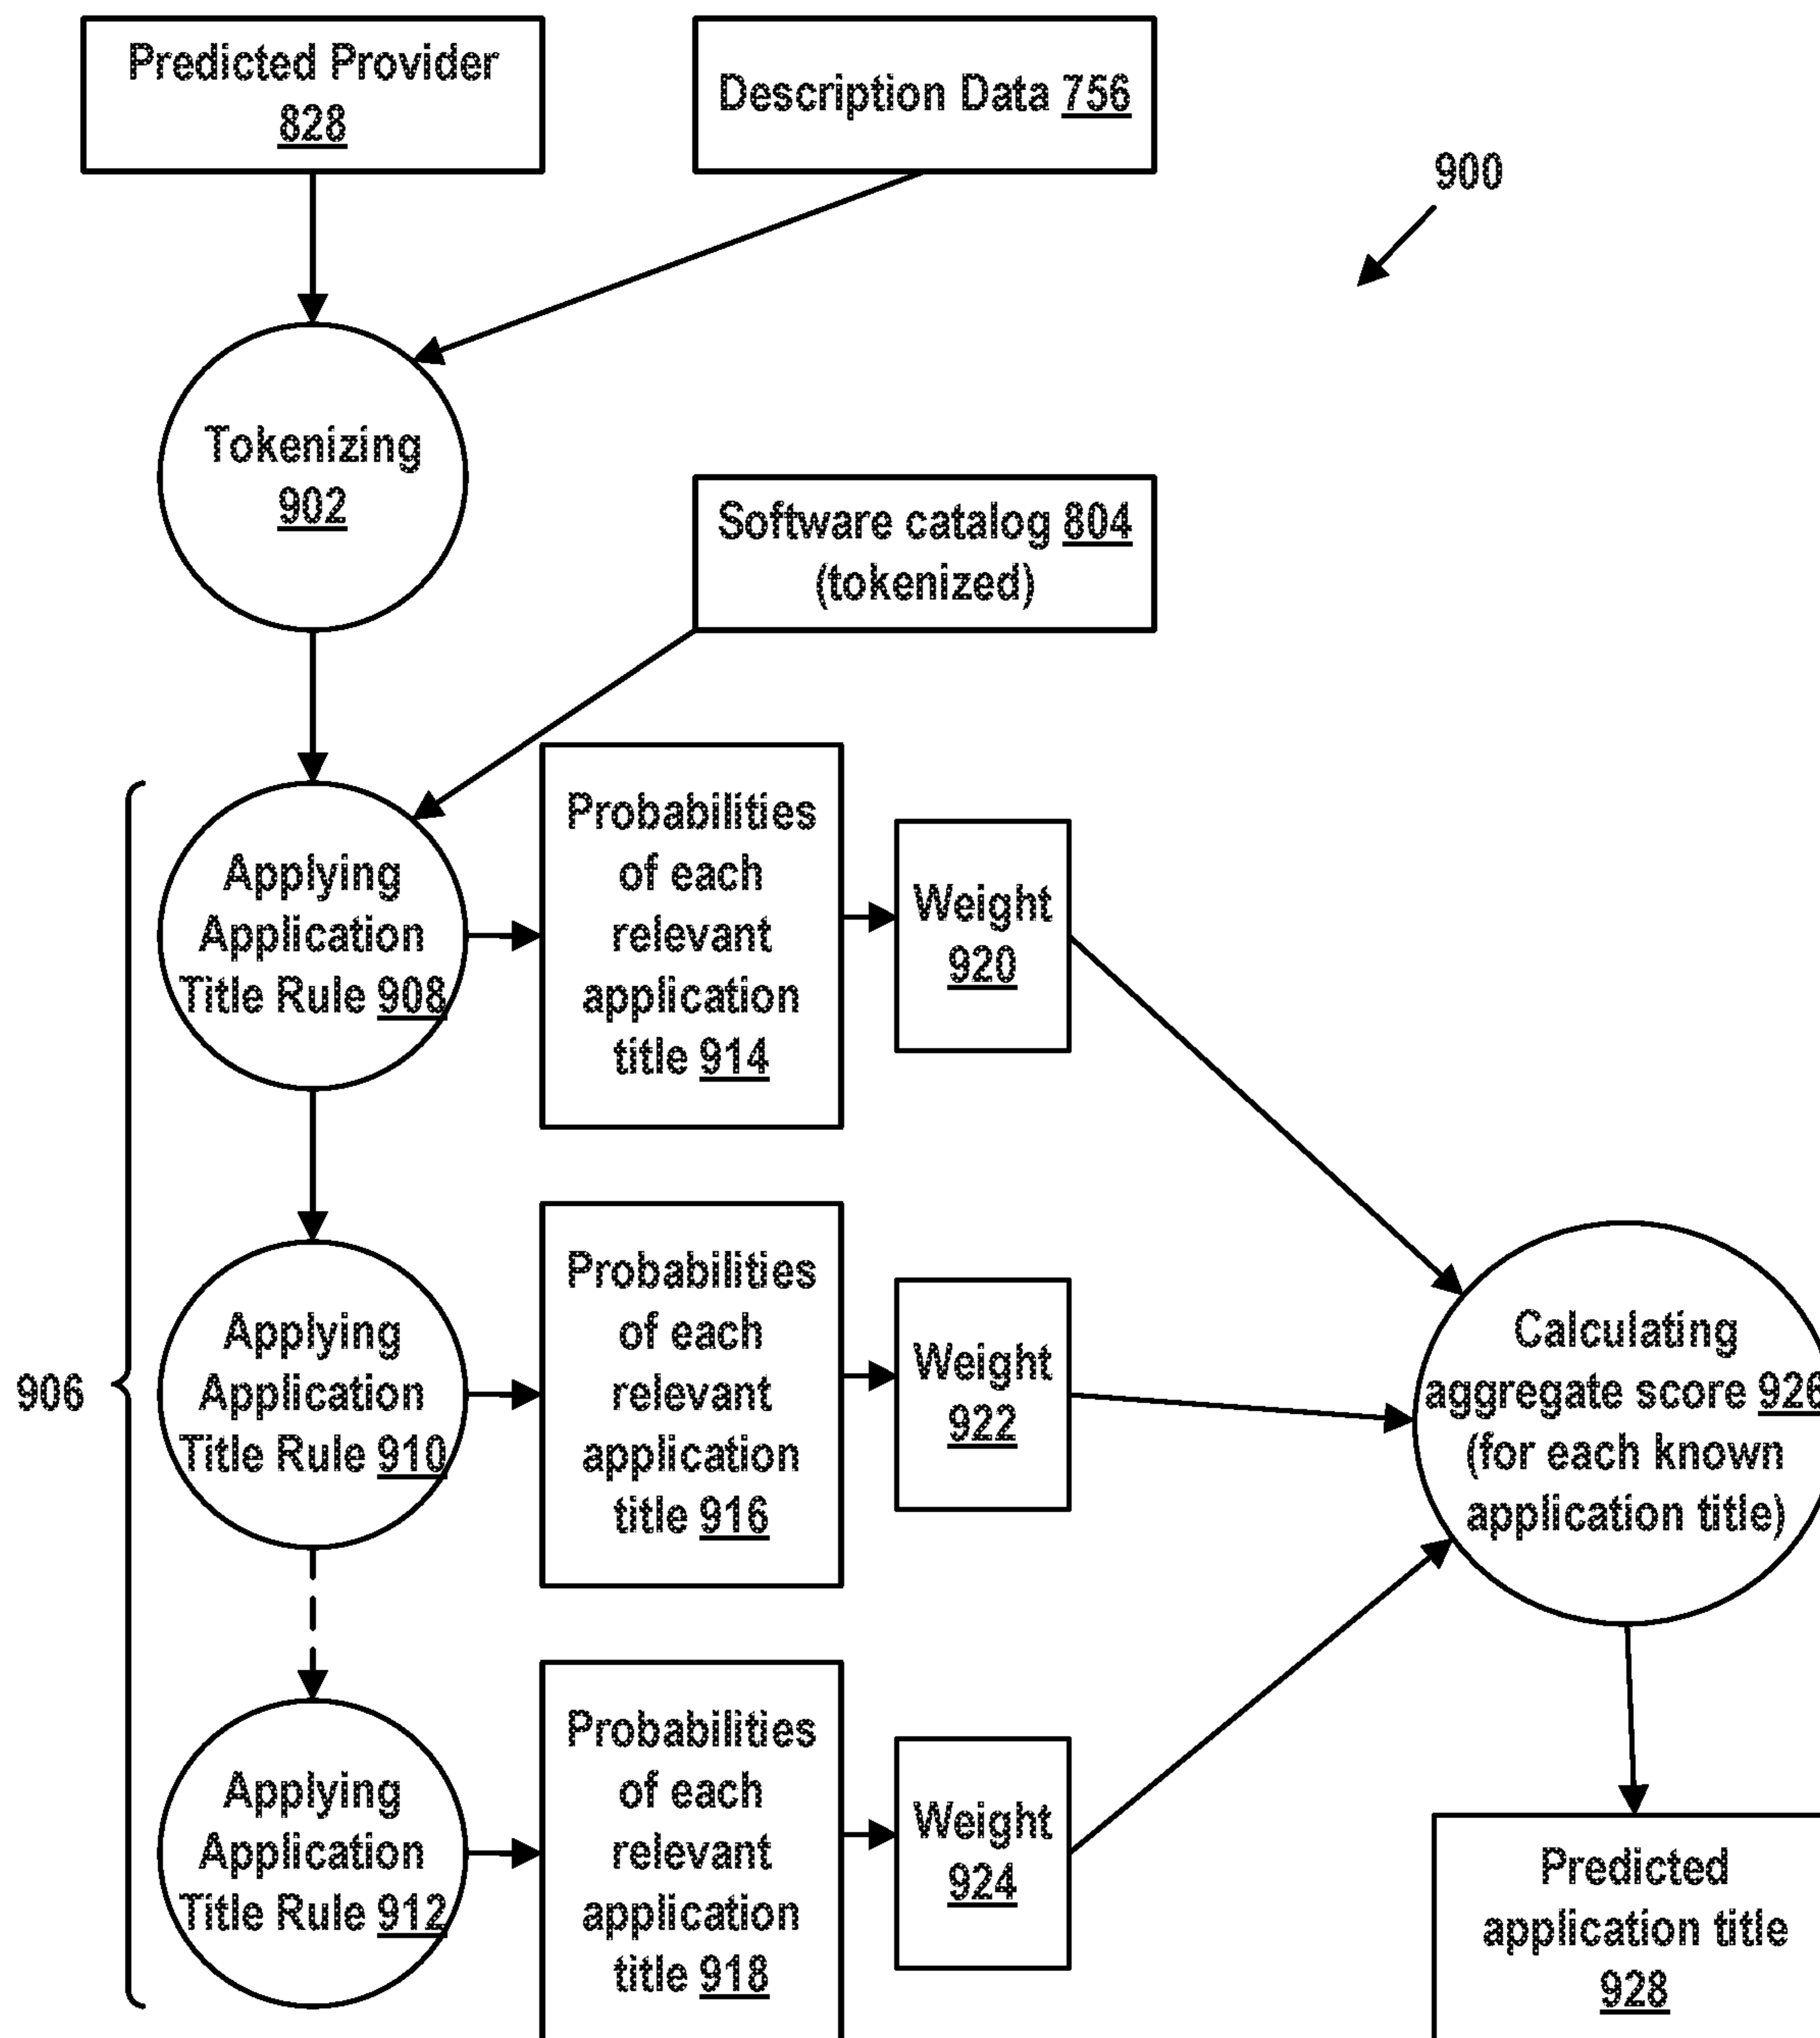 Predicted Provider
828
Description Data 756
900
Tokenizing
902
Software catalog 804
(tokenized)
Applying
Application
Title Rule 908
Probabilities
of each
relevant
application
title 914
Weight
920
906
Applying
Application
Title Rule 910
Probabilities
of each
relevant
application
title 916
Weight
922
Calculating
aggregate score 926
(for each known
application title)
Applying
Application
Title Rule 912
Probabilities
of each
relevant
application
title 918
Weight
924
Predicted
application title
928